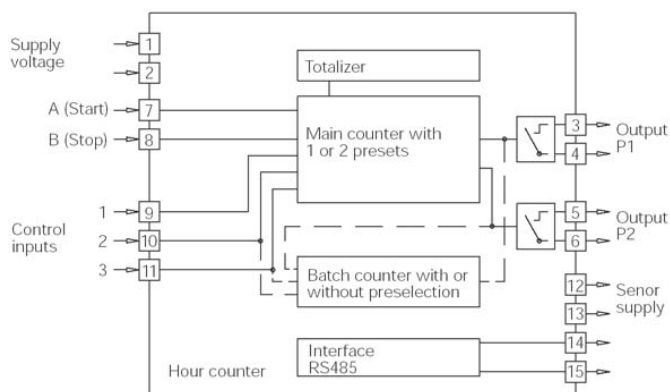 Supply
voltage
1
2
A (Start)
7
B (Stop)
8
1
9
Control
inputs
2
10
3
11
Totalizer
Main counter with
1 or 2 presets
Batch counter with or
without preselection
Hour counter
Interface
RS485
3
4
Output
P1
5
6
Output
P2
12
13
Senor
supply
14
15